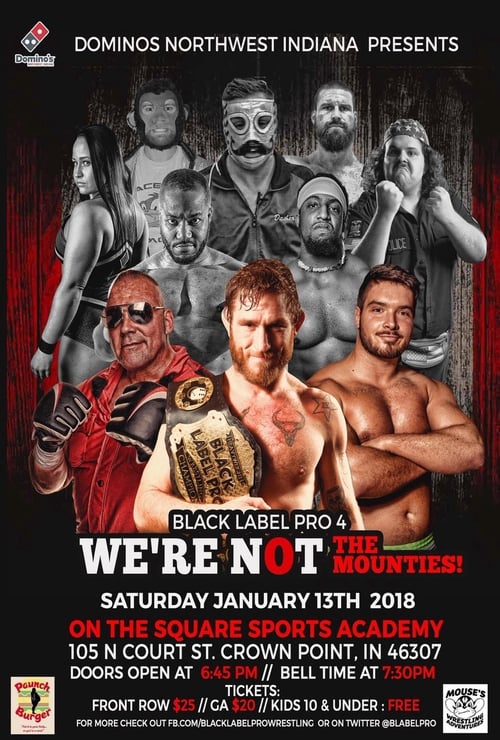 Domino's
DOMINOS NORTHWEST INDIANA PRESENTS
Dasher
POLICE
BLACK
LABEL PRO
BLACK LABEL PRO 4
WE'RE NOT THE MOUNTIES!
SATURDAY JANUARY 13TH 2018
ON THE SQUARE SPORTS ACADEMY
105 N COURT ST. CROWN POINT, IN 46307
DOORS OPEN AT 6:45 PM // BELL TIME AT 7:30PM
TICKETS:
FRONT ROW $25 // GA $20 // KIDS 10 & UNDER : FREE
FOR MORE CHECK OUT FB.COM/BLACKLABELPROWRESTLING OR ON TWITTER @BLABELPRO
Paunch
Burger
MOUSE'S
WRESTLING
ADVENTURES